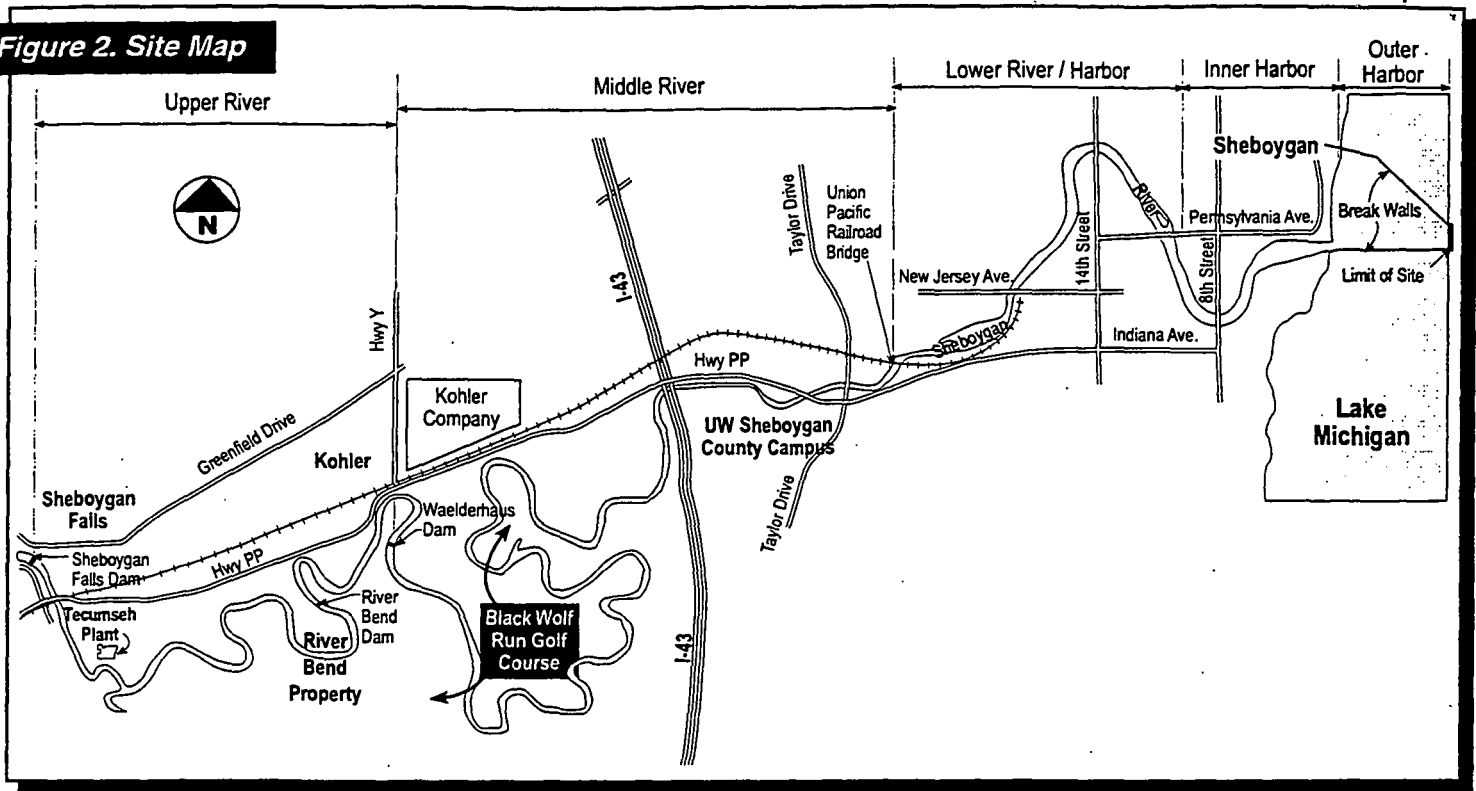 Figure 2. Site Map
Upper River
Middle River
Lower River / Harbor
Inner Harbor
Outer
Harbor
N
Hwy Y
I-43
Taylor Drive
Union
Pacific
Railroad
Bridge
New Jersey Ave.
14th Street
River
Sheboygan
Pennsylvania Ave.
8th Street
Break Walls
Limit of Site
Sheboygan
Indiana Ave.
Lake
Michigan
Greenfield Drive
Kohler
Company
Kohler
Hwy PP
UW Sheboygan
County Campus
Taylor Drive
Sheboygan
Falls
Sheboygan
Falls Dam
Hwy PP
Waelderhaus
Dam
Tecumseh
Plant
River
Bend
Dam
River
Bend
Property
Black Wolf
Run Golf
Course
I-43